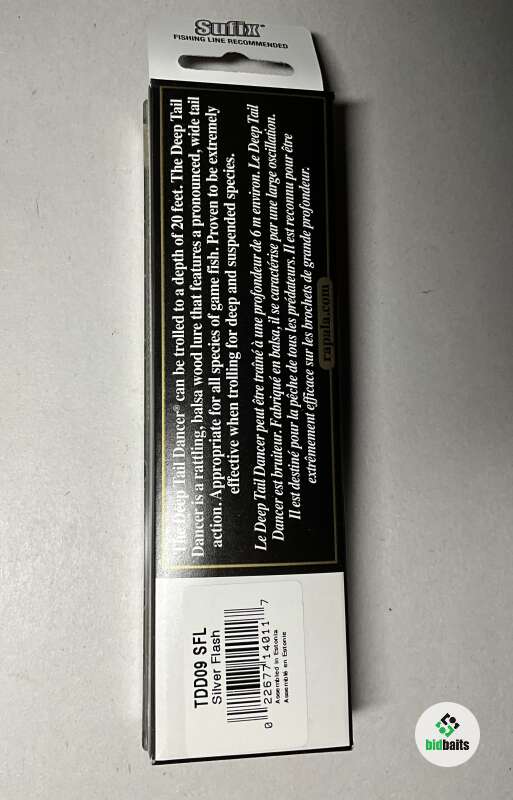 Sufix
FISHING LINE RECOMMENDED
The Deep Tail Dancer® can be trolled to a depth of 20 feet. The Deep Tail
Dancer is a rattling, balsa wood lure that features a pronounced, wide tail
action. Appropriate for all species of game fish. Proven to be extremely
effective when trolling for deep and suspended species.
Le Deep Tail Dancer peut être traîné à une profondeur de 6 m environ. Le Deep Tail
Dancer est bruiteur. Fabriqué en balsa, il se caractérise par une large oscillation.
Il est destiné pour la pêche de tous les prédateurs. Il est reconnu pour être
extrêmement efficace sur les brochets de grande profondeur.
rapala.com
TDD09 SFL
Silver Flash
0 22677 14011 7
Assembled in Estonia
Assemblé en Estonie
bidbaits